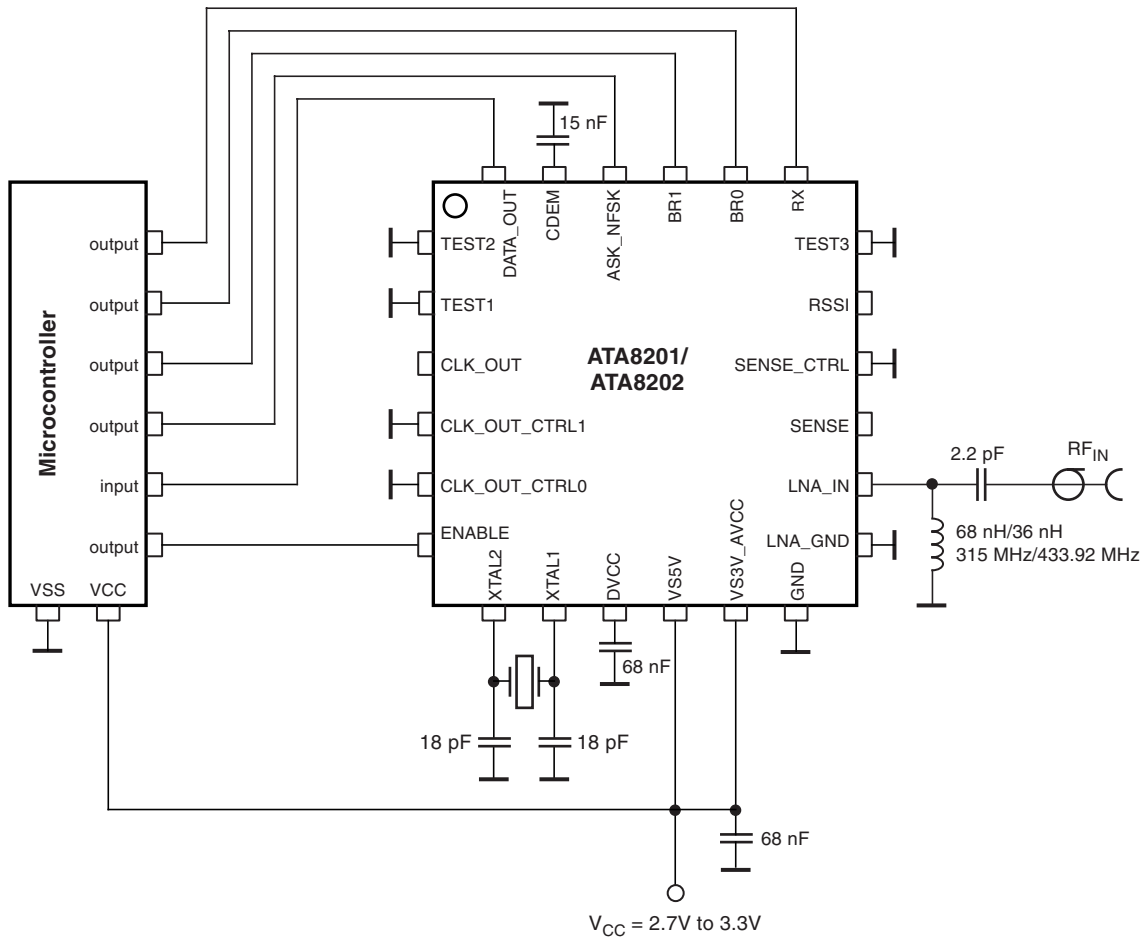 15 nF
DATA_OUT
CDEM
ASK_NFSK
BR1
BR0
RX
Microcontroller
output
output
output
output
input
output
VSS
VCC
TEST2
TEST1
CLK_OUT
CLK_OUT_CTRL1
CLK_OUT_CTRL0
ENABLE
ATA8201/
ATA8202
TEST3
RSSI
SENSE_CTRL
SENSE
LNA_IN
LNA_GND
XTAL2
XTAL1
DVCC
VS5V
VS3V_AVCC
GND
2.2 pF
RFIN
68 nH/36 nH
315 MHz/433.92 MHz
68 nF
18 pF
18 pF
68 nF
VCC = 2.7V to 3.3V